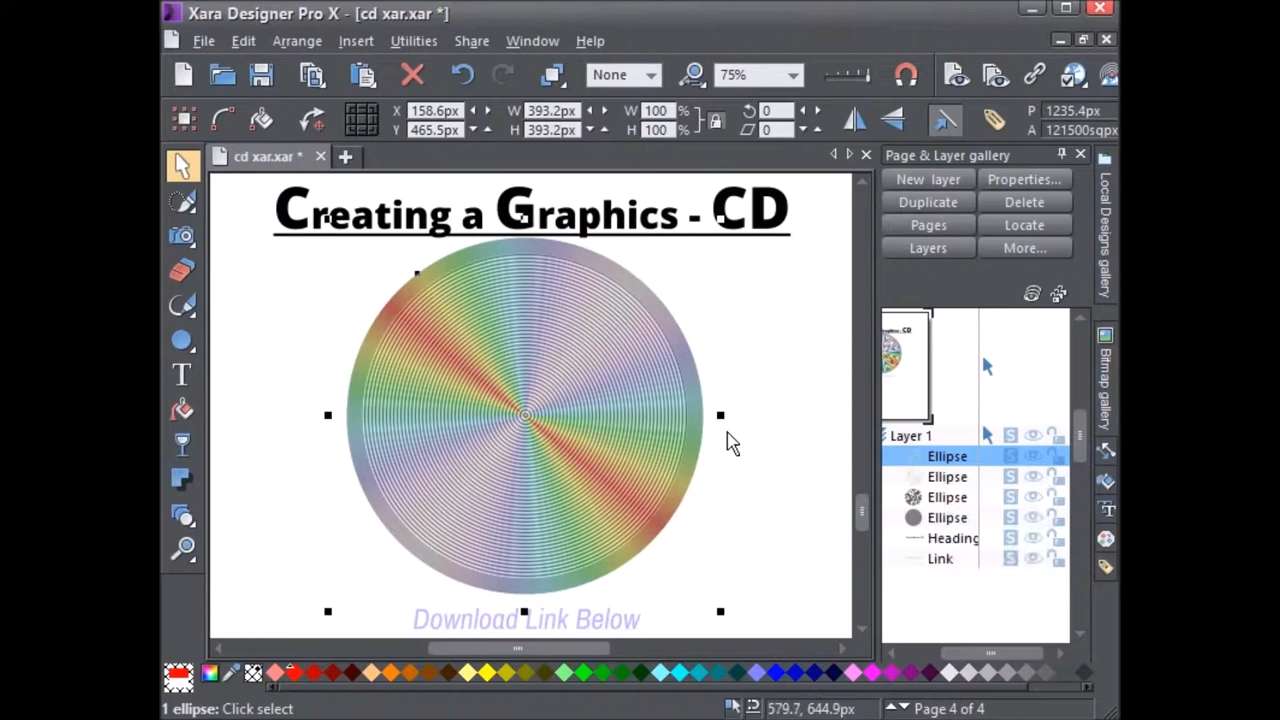 Xara Designer Pro X - [cd xar.xar *]
File Edit Arrange Insert Utilities Share Window Help
None 75%
X 158.6px W 393.2px W 100 % 0 P 1235.4px
Y 465.5px H 393.2px H 100 % 0 A 121500sqpx
cd xar.xar *
Page & Layer gallery
New layer Properties...
Duplicate Delete
Pages Locate
Layers More...
Local Designs gallery
Bitmap gallery
Creating a Graphics - CD
Graphics - CD
Layer 1 S
Ellipse S
Ellipse S
Ellipse S
Ellipse S
Heading S
Link S
Download Link Below
1 ellipse: Click select 579.7, 644.9px Page 4 of 4